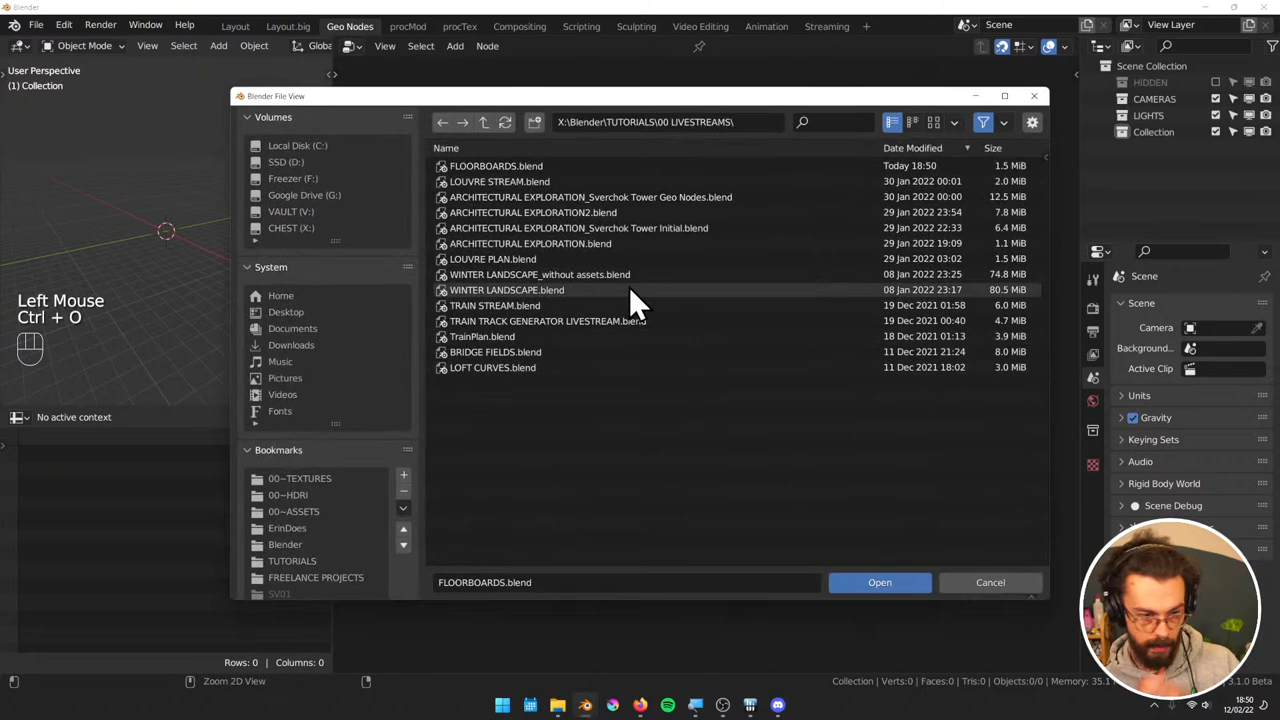 Blender
File Edit Render Window Help Layout Layout.big Geo Nodes procMod procTex Compositing Scripting Sculpting Video Editing Animation Streaming + Scene View Layer
Object Mode View Select Add Object Global View Select Add Node
User Perspective
(1) Collection
Scene Collection
HIDDEN
CAMERAS
LIGHTS
Collection
Blender File View
Volumes
Local Disk (C:)
SSD (D:)
Freezer (F:)
Google Drive (G:)
VAULT (V:)
CHEST (X:)
System
Home
Desktop
Documents
Downloads
Music
Pictures
Videos
Fonts
Bookmarks
00~TEXTURES
00~HDRI
00~ASSETS
ErinDoes
Blender
TUTORIALS
FREELANCE PROJECTS
SV01
X:\Blender\TUTORIALS\00 LIVESTREAMS\
Name Date Modified Size
FLOORBOARDS.blend Today 18:50 1.5 MiB
LOUVRE STREAM.blend 30 Jan 2022 00:01 2.0 MiB
ARCHITECTURAL EXPLORATION_Sverchok Tower Geo Nodes.blend 30 Jan 2022 00:00 12.5 MiB
ARCHITECTURAL EXPLORATION2.blend 29 Jan 2022 23:54 7.8 MiB
ARCHITECTURAL EXPLORATION_Sverchok Tower Initial.blend 29 Jan 2022 22:33 6.4 MiB
ARCHITECTURAL EXPLORATION.blend 29 Jan 2022 19:09 1.1 MiB
LOUVRE PLAN.blend 29 Jan 2022 03:02 1.5 MiB
WINTER LANDSCAPE_without assets.blend 08 Jan 2022 23:25 74.8 MiB
WINTER LANDSCAPE.blend 08 Jan 2022 23:17 80.5 MiB
TRAIN STREAM.blend 19 Dec 2021 01:58 6.0 MiB
TRAIN TRACK GENERATOR LIVESTREAM.blend 19 Dec 2021 00:40 4.7 MiB
TrainPlan.blend 18 Dec 2021 01:13 3.9 MiB
BRIDGE FIELDS.blend 11 Dec 2021 21:24 8.0 MiB
LOFT CURVES.blend 11 Dec 2021 18:02 3.0 MiB
FLOORBOARDS.blend Open Cancel
Left Mouse
Ctrl + O
No active context
Rows: 0 | Columns: 0
Scene
Scene
Camera
Background...
Active Clip
Units
Gravity
Keying Sets
Audio
Rigid Body World
Scene Debug
Zoom 2D View
Collection | Verts:0 | Faces:0 | Tris:0 | Objects:0/0 | Memory: 35.1
3.1.0 Beta
18:50
12/02/22